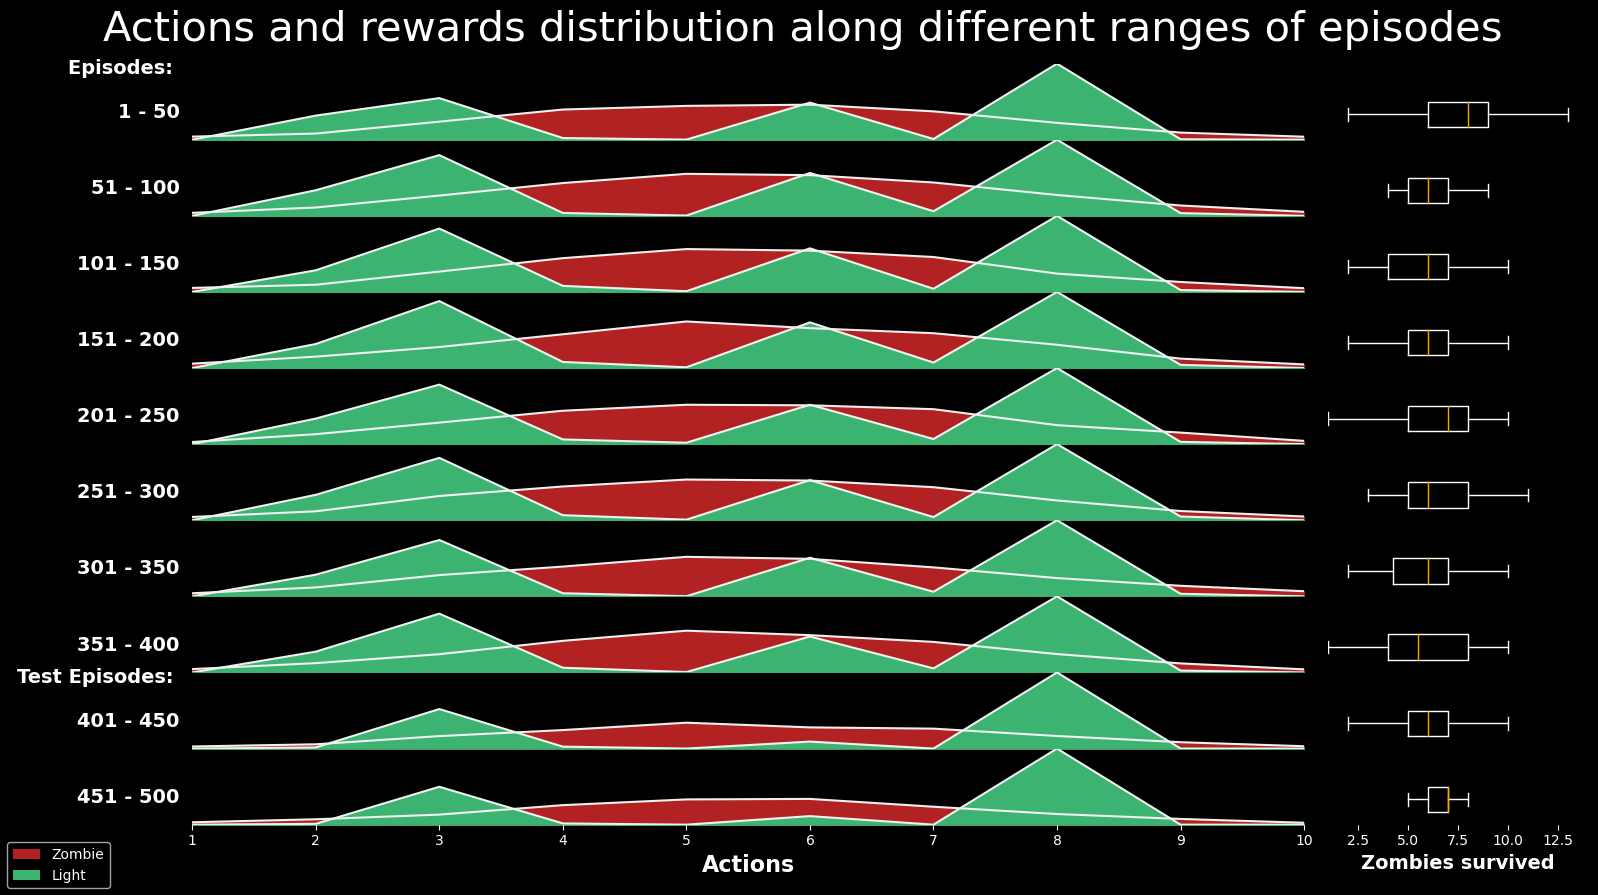 Actions and rewards distribution along different ranges of episodes
Episodes:
1 - 50
51 - 100
101 - 150
151 - 200
201 - 250
251 - 300
301 - 350
351 - 400
Test Episodes:
401 - 450
451 - 500
1 2 3 4 5 6 7 8 9 10
2.5 5.0 7.5 10.0 12.5
Actions
Zombies survived
Zombie
Light